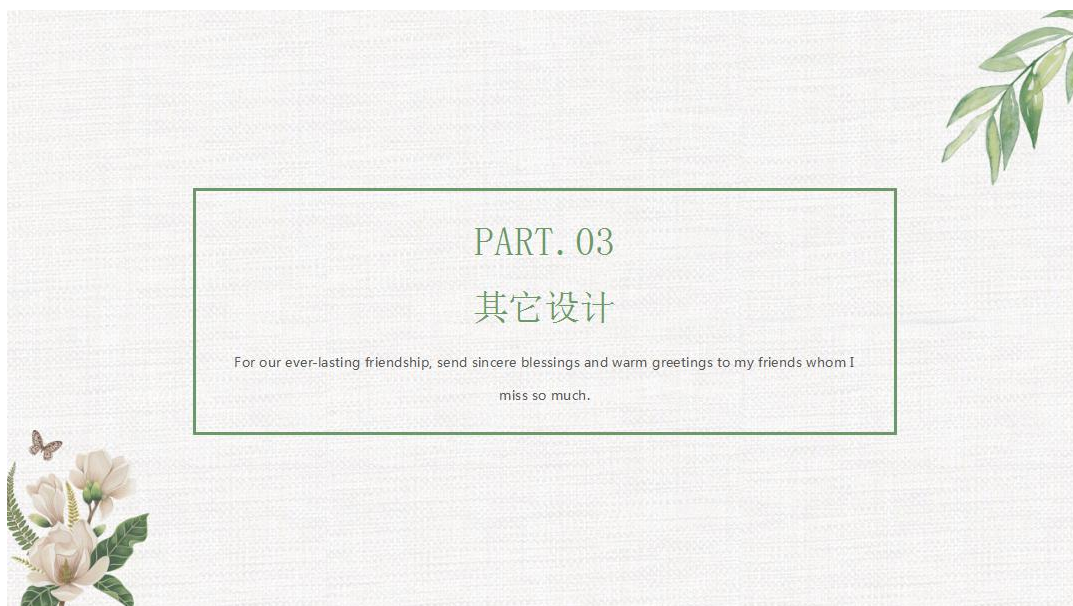 PART.03
其它设计
For our ever-lasting friendship, send sincere blessings and warm greetings to my friends whom I
miss so much.